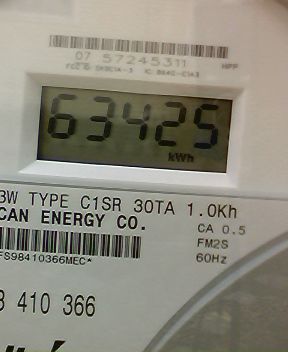 07 57245311
63425
kWh
3W TYPE C1SR 30TA 1.0Kh
CAN ENERGY CO.
CA 0.5
FM2S
60Hz
FS98410366MEC*
410 366